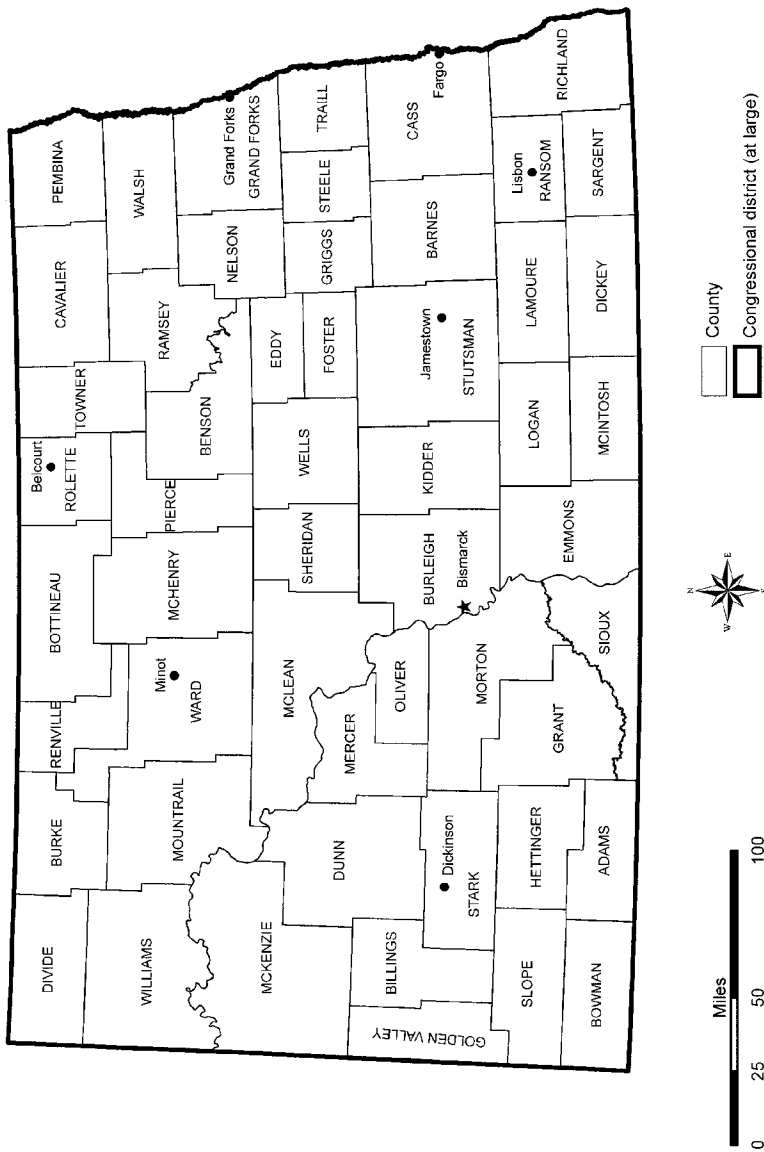 DIVIDE
BURKE
RENVILLE
BOTTINEAU
Belcourt
ROLETTE
TOWNER
CAVALIER
PEMBINA
WILLIAMS
MOUNTRAIL
Minot
WARD
MCHENRY
PIERCE
BENSON
RAMSEY
WALSH
NELSON
Grand Forks
GRAND FORKS
MCKENZIE
DUNN
MERCER
MCLEAN
SHERIDAN
WELLS
EDDY
FOSTER
GRIGGS
STEELE
TRAILL
GOLDEN VALLEY
BILLINGS
Dickinson
STARK
OLIVER
MORTON
BURLEIGH
Bismarck
KIDDER
Jamestown
STUTSMAN
BARNES
CASS
Fargo
SLOPE
HETTINGER
GRANT
BOWMAN
ADAMS
SIOUX
EMMONS
LOGAN
MCINTOSH
LAMOURE
DICKEY
Lisbon
RANSOM
SARGENT
RICHLAND
Miles
0 25 50 100
N
W E
S
County
Congressional district (at large)